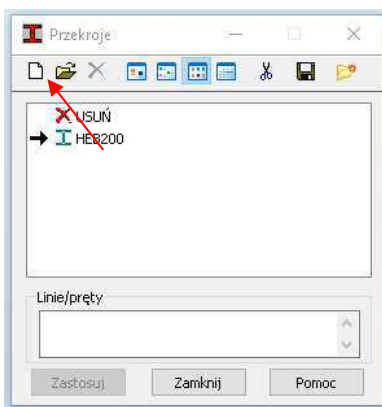 Przekroje
USUŃ
HEB200
Linie/pręty
Zastosuj
Zamknij
Pomoc